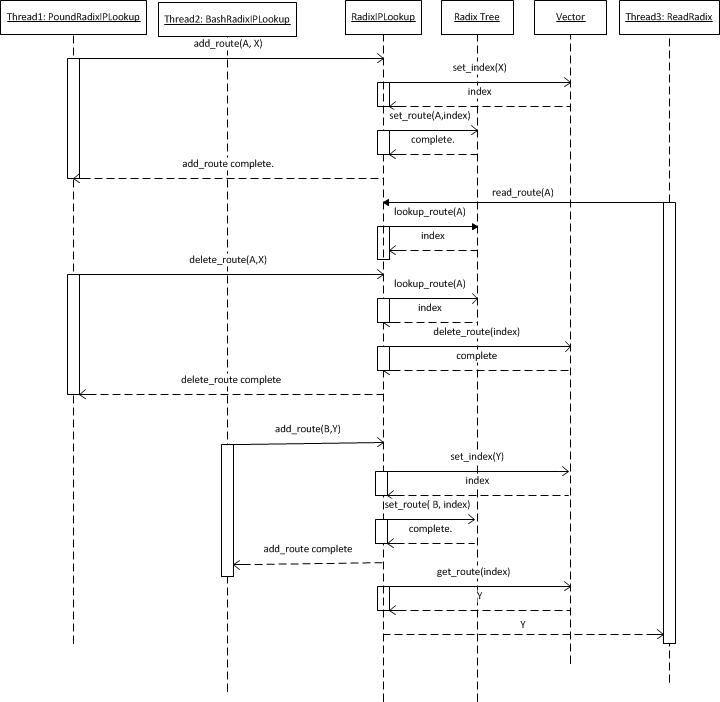 Thread1: PoundRadixIPLookup
Thread2: BashRadixIPLookup
RadixIPLookup
Radix Tree
Vector
Thread3: ReadRadix
add_route(A, X)
set_index(X)
index
set_route(A,index)
complete.
add_route complete.
read_route(A)
lookup_route(A)
index
delete_route(A,X)
lookup_route(A)
index
delete_route(index)
complete
delete_route complete
add_route(B,Y)
set_index(Y)
index
set_route( B, index)
complete.
add_route complete
get_route(index)
Y
Y